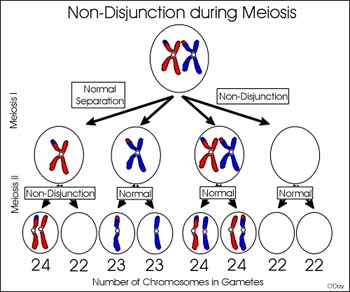 Non-Disjunction during Meiosis
Meiosis I
Normal
Separation
Non-Disjunction
Meiosis II
Non-Disjunction
Normal
Normal
Normal
24 22 23 23 24 24 22 22
Number of Chromosomes in Gametes
O'Day